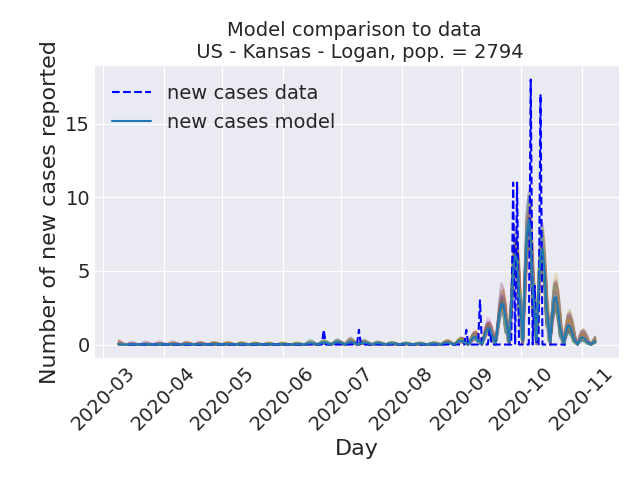 Model comparison to data
US - Kansas - Logan, pop. = 2794
new cases data
new cases model
Number of new cases reported
15
10
5
0
2020-03
2020-04
2020-05
2020-06
2020-07
2020-08
2020-09
2020-10
2020-11
Day